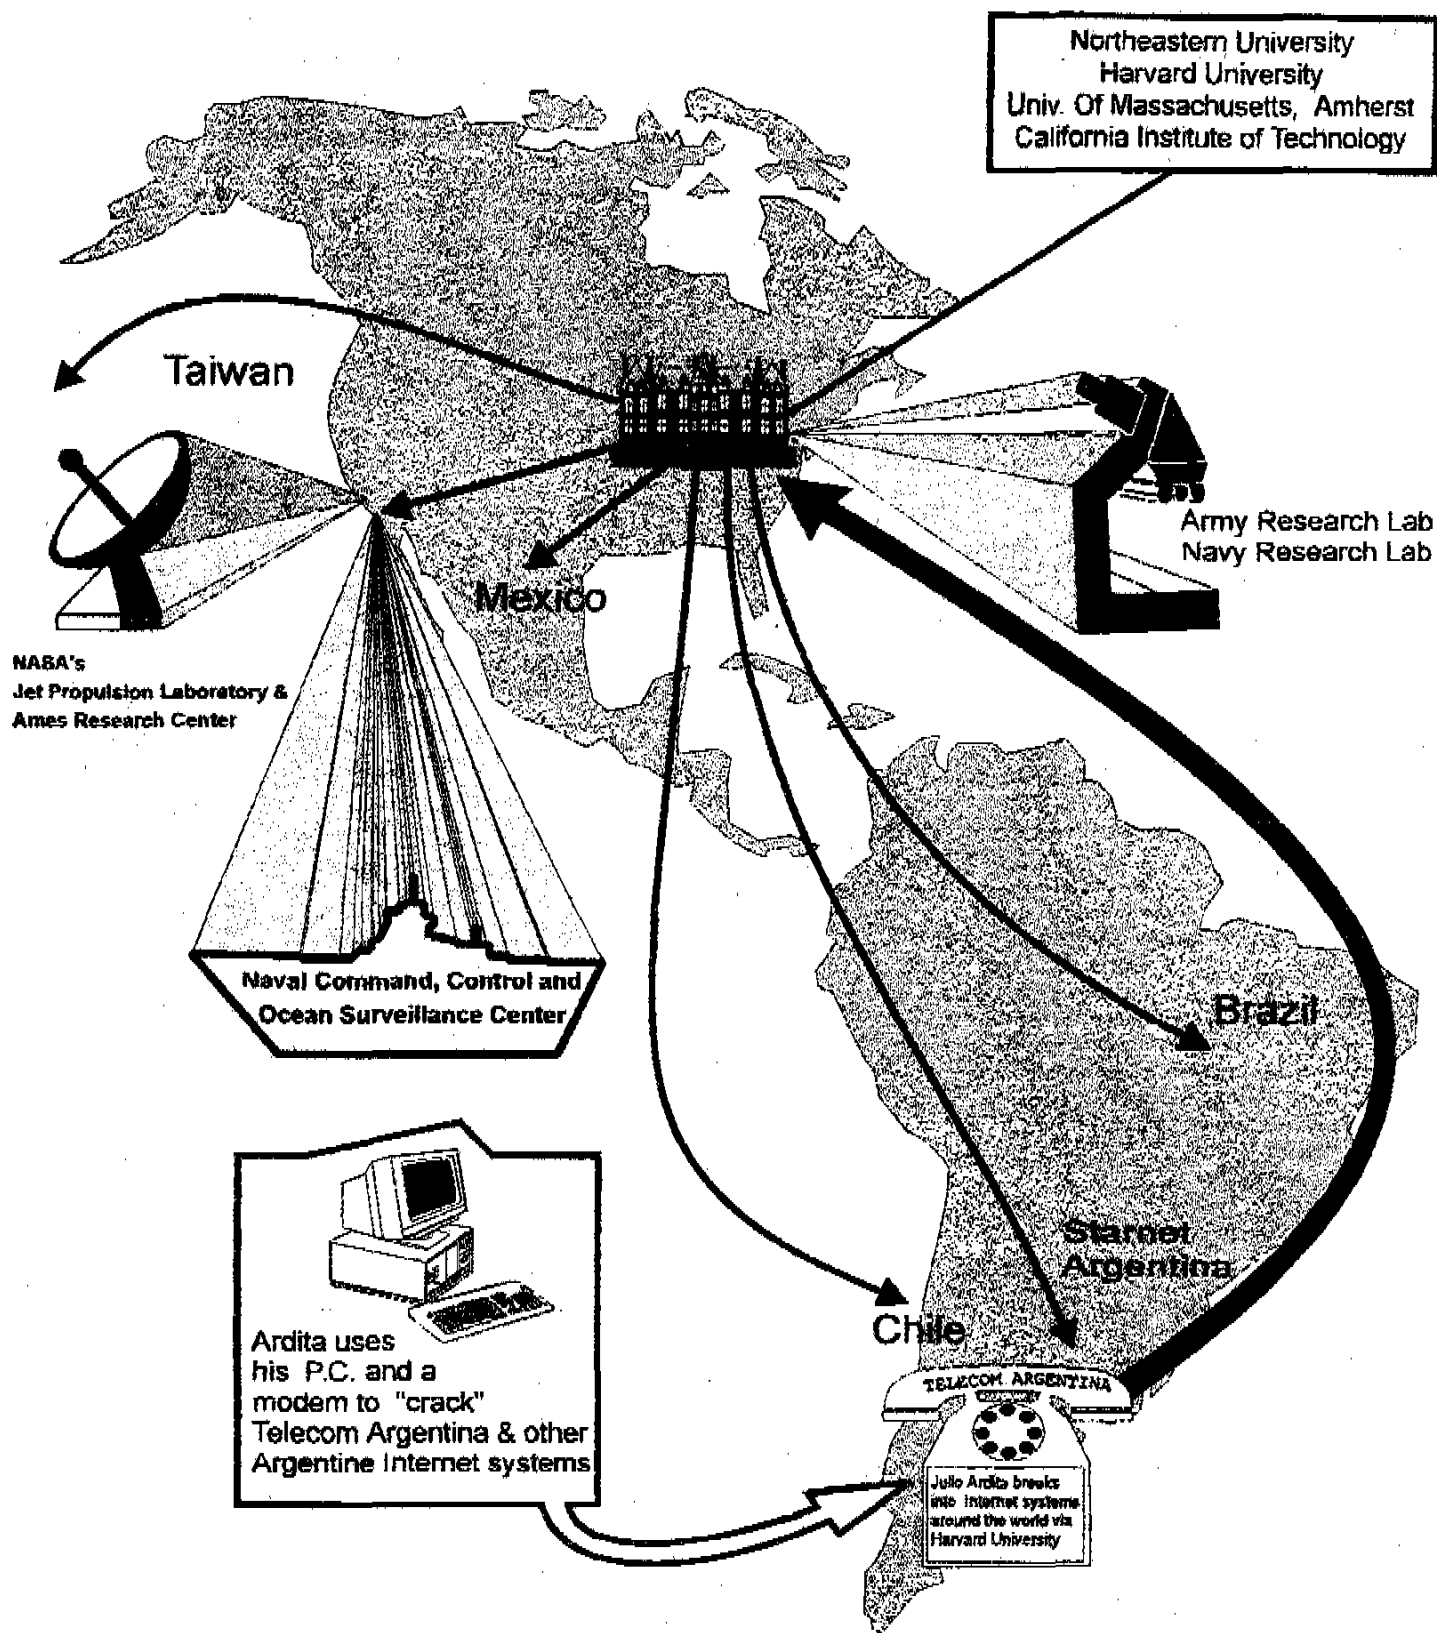 Northeastern University
Harvard University
Univ. Of Massachusetts, Amherst
California Institute of Technology
Taiwan
Army Research Lab
Navy Research Lab
Mexico
NASA's
Jet Propulsion Laboratory &
Ames Research Center
Naval Command, Control and
Ocean Surveillance Center
Brazil
Starnet
Argentina
Chile
TELECOM ARGENTINA
Ardita uses
his P.C. and a
modem to "crack"
Telecom Argentina & other
Argentine Internet systems
Julio Ardita breaks
into Internet systems
around the world via
Harvard University